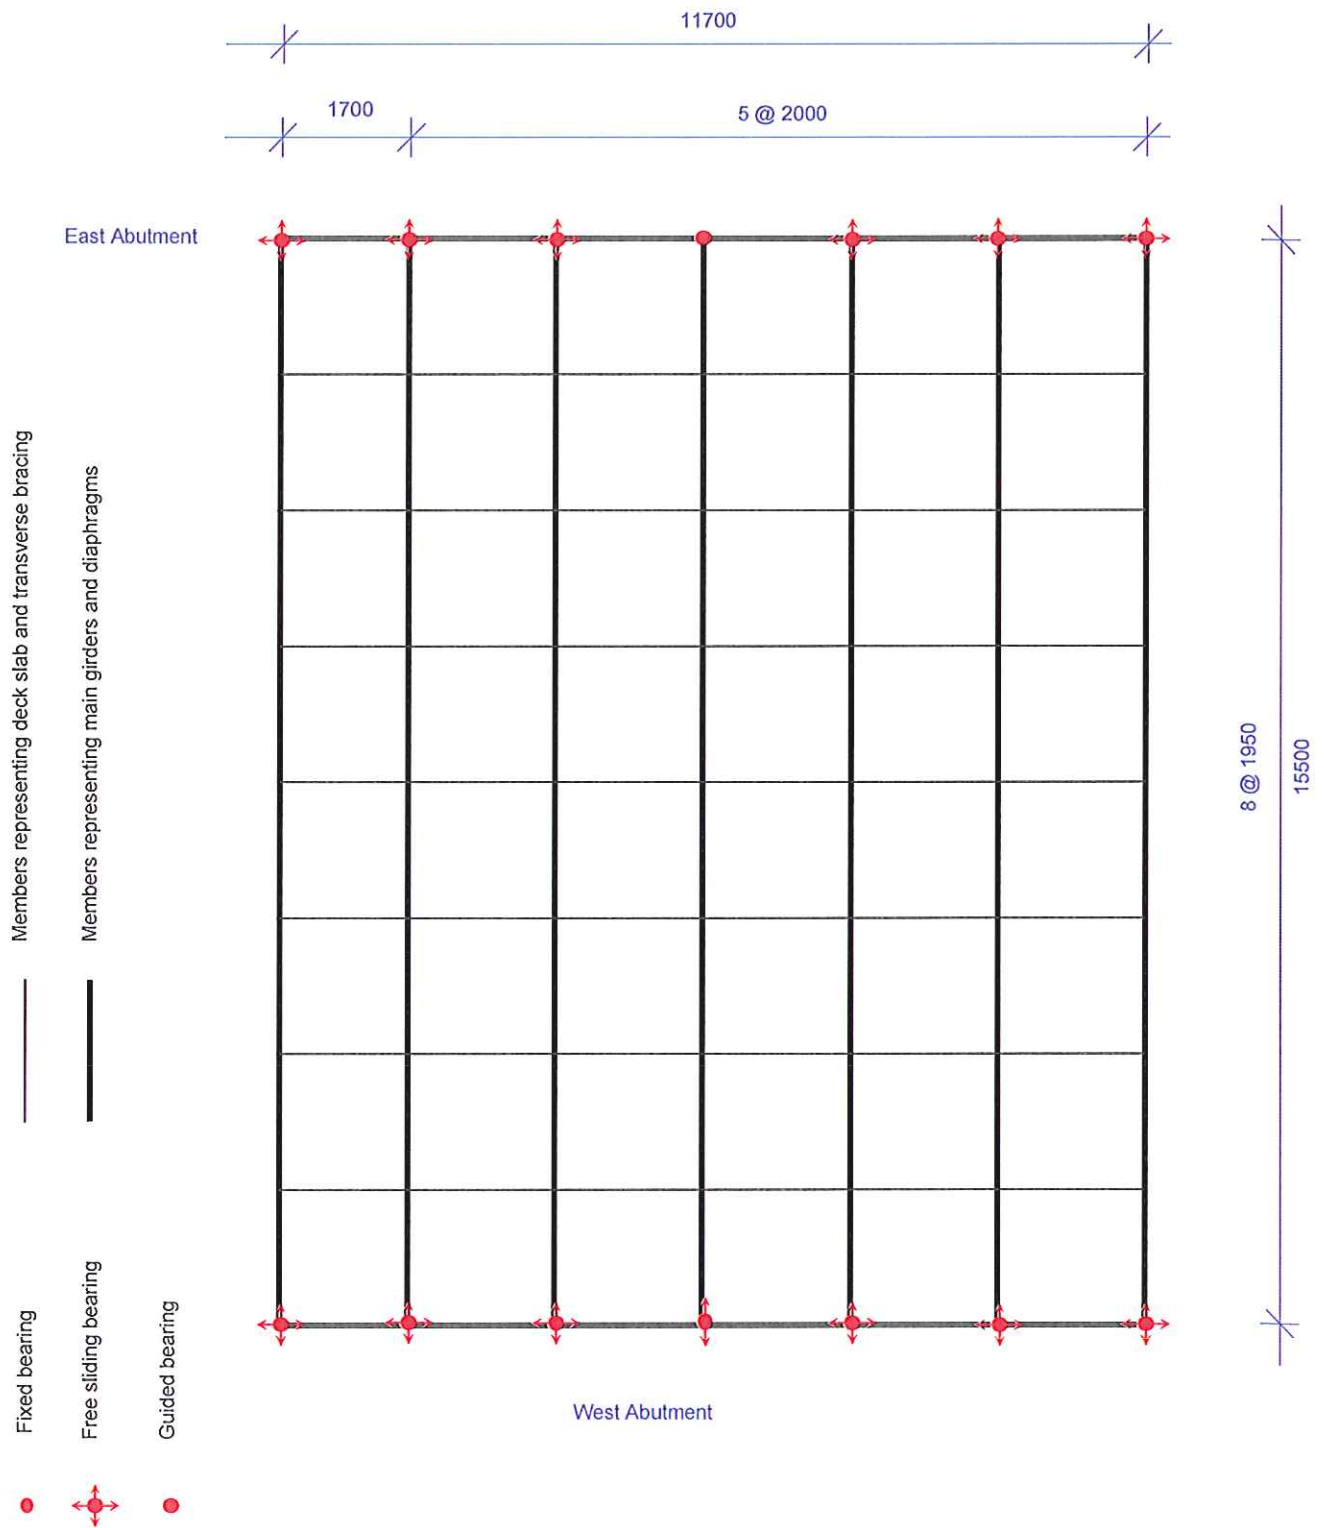 11700
1700
5 @ 2000
East Abutment
8 @ 1950
15500
West Abutment
Members representing deck slab and transverse bracing
Members representing main girders and diaphragms
Fixed bearing
Free sliding bearing
Guided bearing